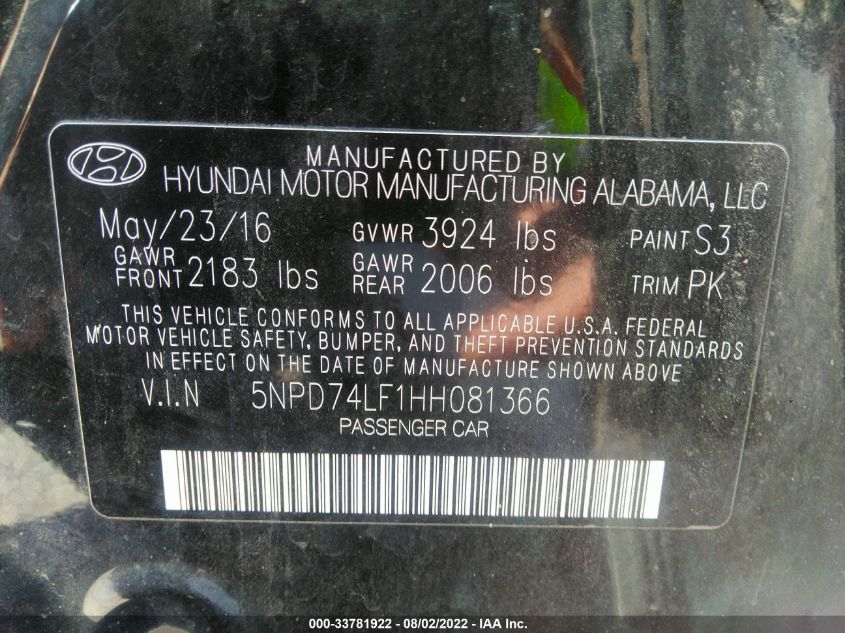 MANUFACTURED BY
HYUNDAI MOTOR MANUFACTURING ALABAMA, LLC
May/23/16 GVWR 3924 lbs PAINT S3
GAWR FRONT 2183 lbs GAWR REAR 2006 lbs TRIM PK
THIS VEHICLE CONFORMS TO ALL APPLICABLE U.S.A. FEDERAL
MOTOR VEHICLE SAFETY, BUMPER, AND THEFT PREVENTION STANDARDS
IN EFFECT ON THE DATE OF MANUFACTURE SHOWN ABOVE
V.I.N 5NPD74LF1HH081366
PASSENGER CAR
000-33781922 - 08/02/2022 - IAA Inc.